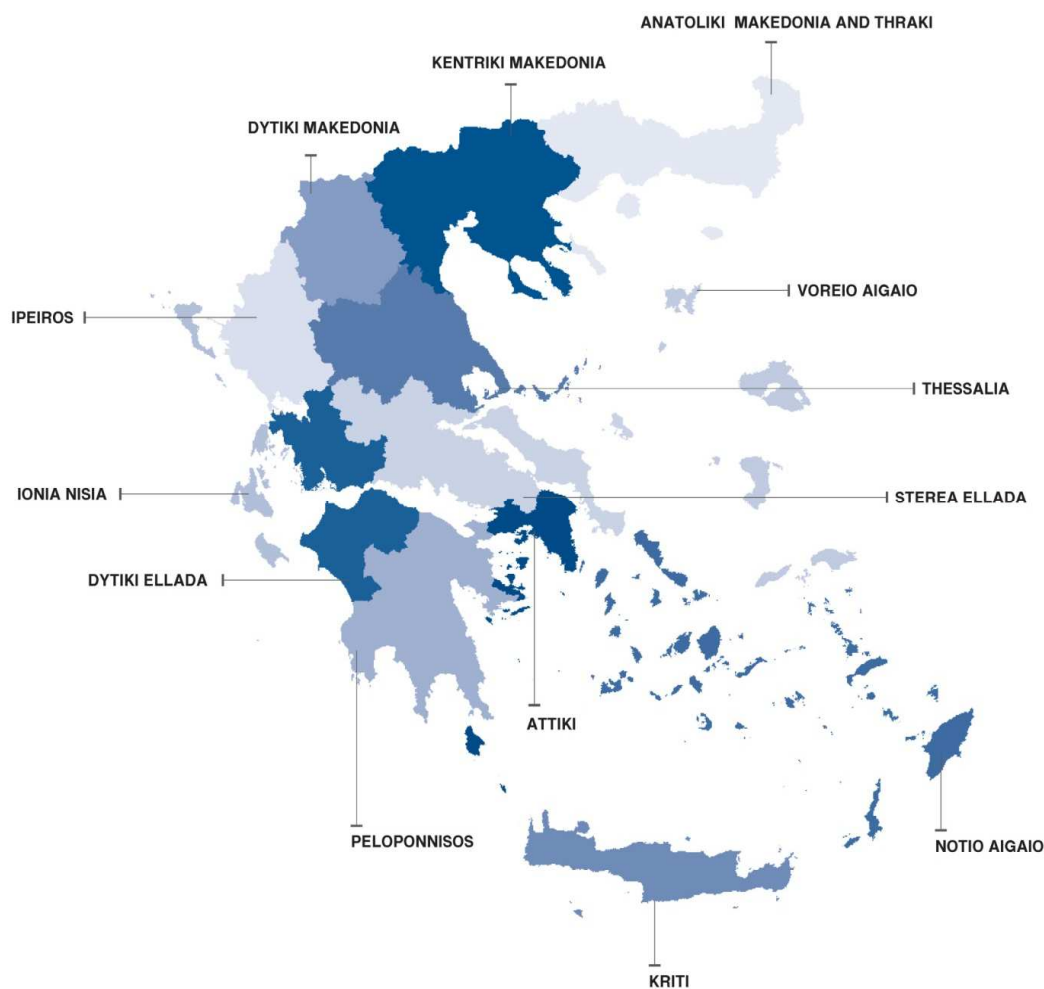 ANATOLIKI MAKEDONIA AND THRAKI
KENTRIKI MAKEDONIA
DYTIKI MAKEDONIA
VOREIO AIGAIO
IPEIROS
THESSALIA
IONIA NISIA
STEREA ELLADA
DYTIKI ELLADA
ATTIKI
PELOPONNISOS
NOTIO AIGAIO
KRITI